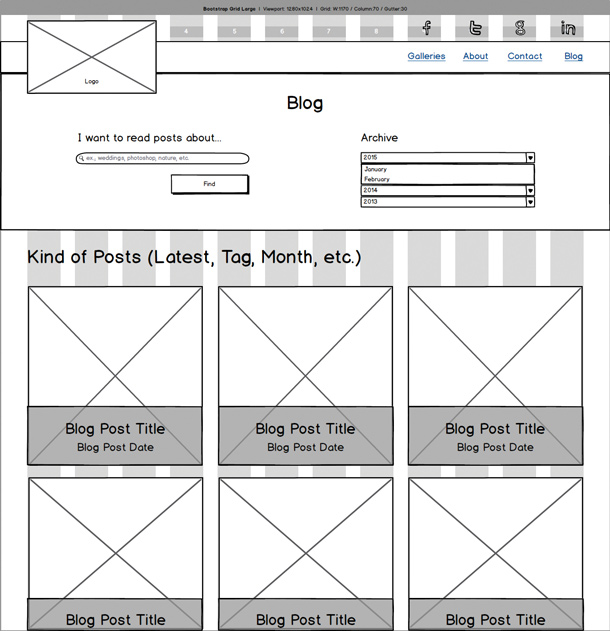 Bootstrap Grid Large | Viewport: 1280x1024 | Grid: W:1170 / Column:70 / Gutter:30
4 5 6 7 8
Logo
Galleries About Contact Blog
Blog
I want to read posts about...
ex., weddings, photoshop, nature, etc.
Find
Archive
2015
January
February
2014
2013
Kind of Posts (Latest, Tag, Month, etc.)
Blog Post Title
Blog Post Date
Blog Post Title
Blog Post Date
Blog Post Title
Blog Post Date
Blog Post Title
Blog Post Title
Blog Post Title